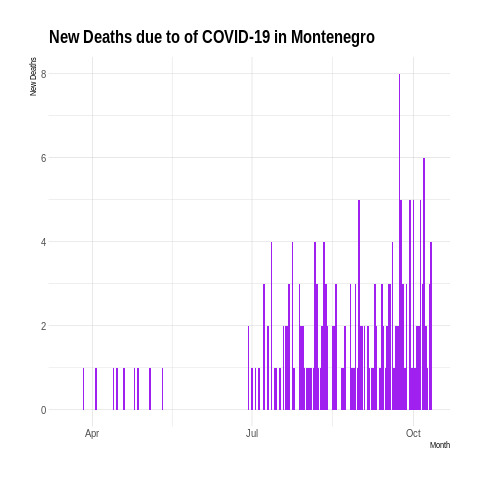 New Deaths due to of COVID-19 in Montenegro
New Deaths
8
6
4
2
0
Apr
Jul
Oct
Month